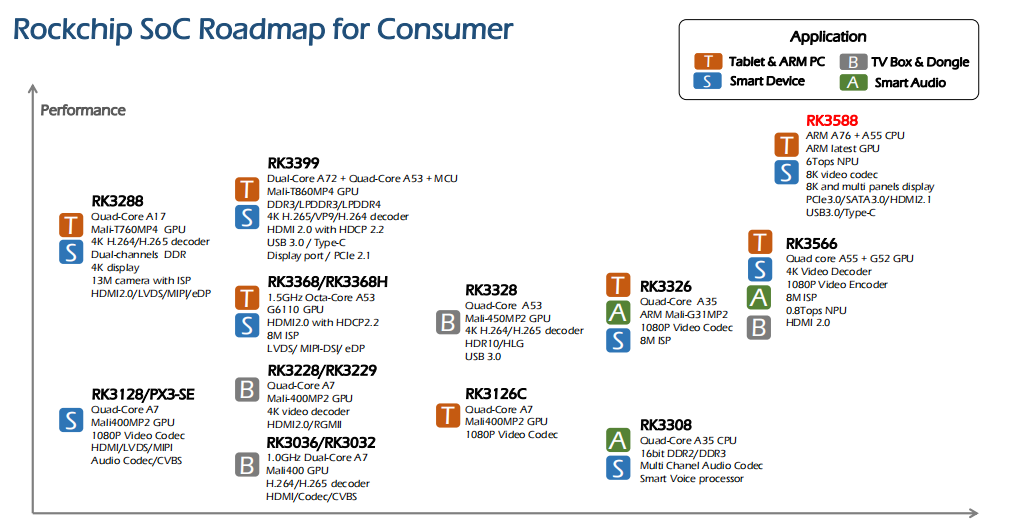 Rockchip SoC Roadmap for Consumer
Application
T Tablet & ARM PC
B TV Box & Dongle
S Smart Device
A Smart Audio
Performance
RK3288
T
S
Quad-Core A17
Mali-T760MP4 GPU
4K H.264/H.265 decoder
Dual-channels DDR
4K display
13M camera with ISP
HDMI2.0/LVDS/MIPI/eDP
RK3128/PX3-SE
S
Quad-Core A7
Mali400MP2 GPU
1080P Video Codec
HDMI/LVDS/MIPI
Audio Codec/CVBS
RK3399
T
S
Dual-Core A72 + Quad-Core A53 + MCU
Mali-T860MP4 GPU
DDR3/LPDDR3/LPDDR4
4K H.265/VP9/H.264 decoder
HDMI 2.0 with HDCP 2.2
USB 3.0 / Type-C
Display port / PCIe 2.1
RK3368/RK3368H
T
S
1.5GHz Octa-Core A53
G6110 GPU
HDMI2.0 with HDCP2.2
8M ISP
LVDS/ MIPI-DSI/ eDP
RK3228/RK3229
B
Quad-Core A7
Mali-400MP2 GPU
4K video decoder
HDMI2.0/RGMII
RK3036/RK3032
B
1.0GHz Dual-Core A7
Mali400 GPU
H.264/H.265 decoder
HDMI/Codec/CVBS
RK3328
B
Quad-Core A53
Mali-450MP2 GPU
4K H.264/H.265 decoder
HDR10/HLG
USB 3.0
RK3126C
T
Quad-Core A7
Mali400MP2 GPU
1080P Video Codec
RK3326
T
A
S
Quad-Core A35
ARM Mali-G31MP2
1080P Video Codec
8M ISP
RK3308
A
S
Quad-Core A35 CPU
16bit DDR2/DDR3
Multi Chanel Audio Codec
Smart Voice processor
RK3588
T
S
ARM A76 + A55 CPU
ARM latest GPU
6Tops NPU
8K video codec
8K and multi panels display
PCIe3.0/SATA3.0/HDMI2.1
USB3.0/Type-C
RK3566
T
S
A
B
Quad core A55 + G52 GPU
4K Video Decoder
1080P Video Encoder
8M ISP
0.8Tops NPU
HDMI 2.0